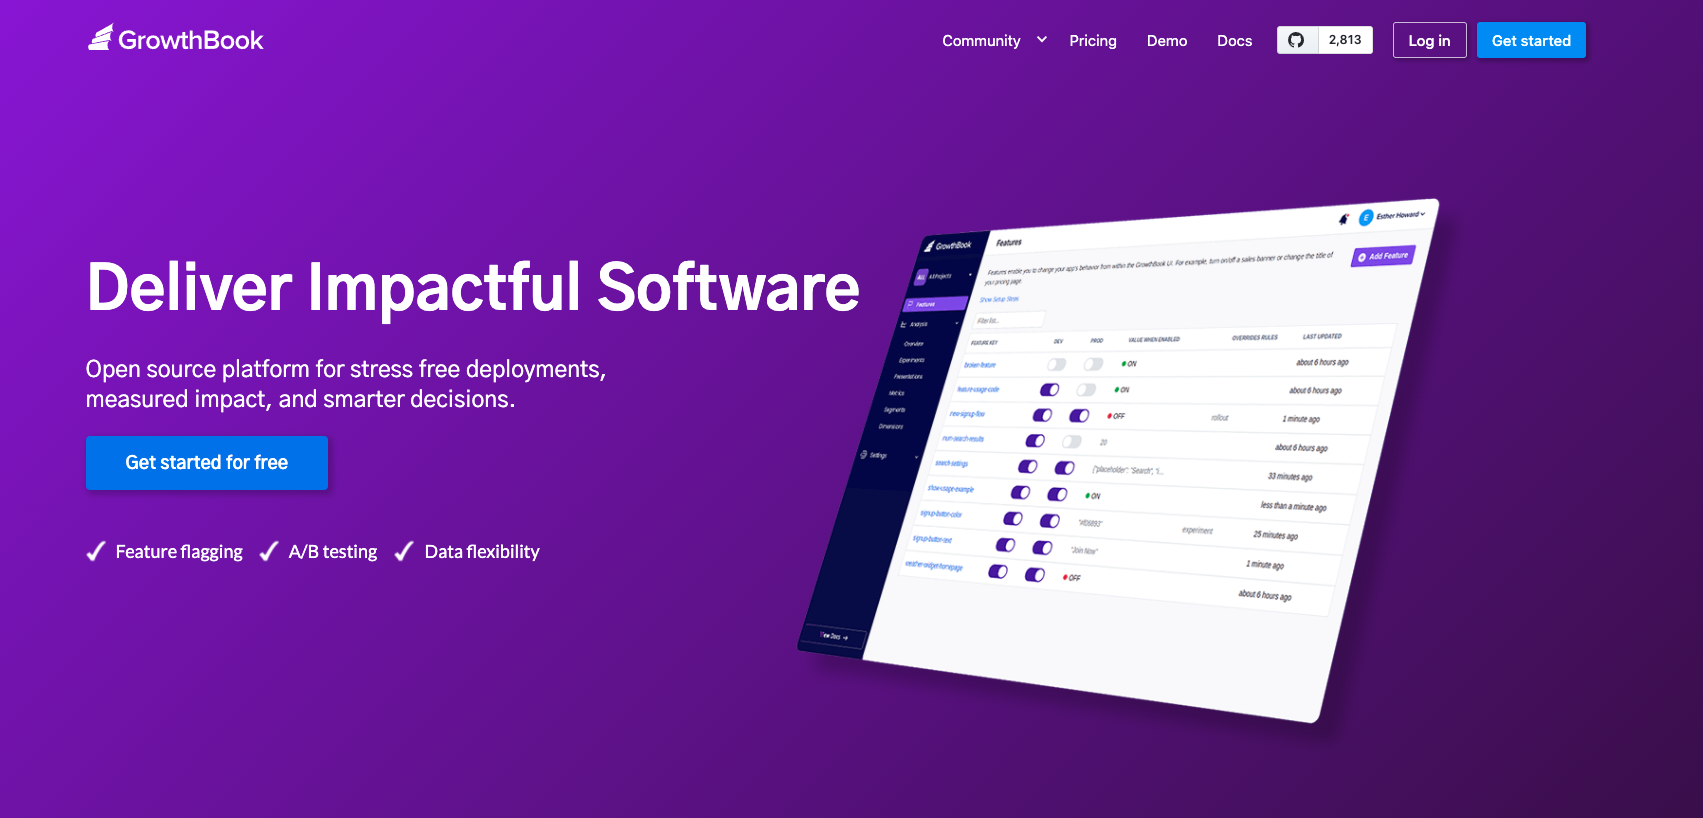 GrowthBook
Community
Pricing
Demo
Docs
2,813
Log in
Get started
Deliver Impactful Software
Open source platform for stress free deployments,
measured impact, and smarter decisions.
Get started for free
Feature flagging
A/B testing
Data flexibility
GrowthBook
ALL All Projects
Features
Analysis
Overview
Experiments
Presentations
Metrics
Segments
Dimensions
Settings
View Docs →
Features
E Esther Howard
Features enable you to change your app's behavior from within the GrowthBook UI. For example, turn on/off a sales banner or change the title of
your pricing page.
Add Feature
Show Setup Steps
Filter list...
FEATURE KEY DEV PROD VALUE WHEN ENABLED OVERRIDES RULES LAST UPDATED
broken-feature ON about 6 hours ago
feature-usage-code ON about 6 hours ago
new-signup-flow OFF rollout 1 minute ago
num-search-results 20 about 6 hours ago
search-settings {"placeholder": "Search", "i... 33 minutes ago
show-usage-example ON less than a minute ago
signup-button-color experiment 25 minutes ago
signup-button-text "Join Now" 1 minute ago
weather-widget-homepage OFF about 6 hours ago